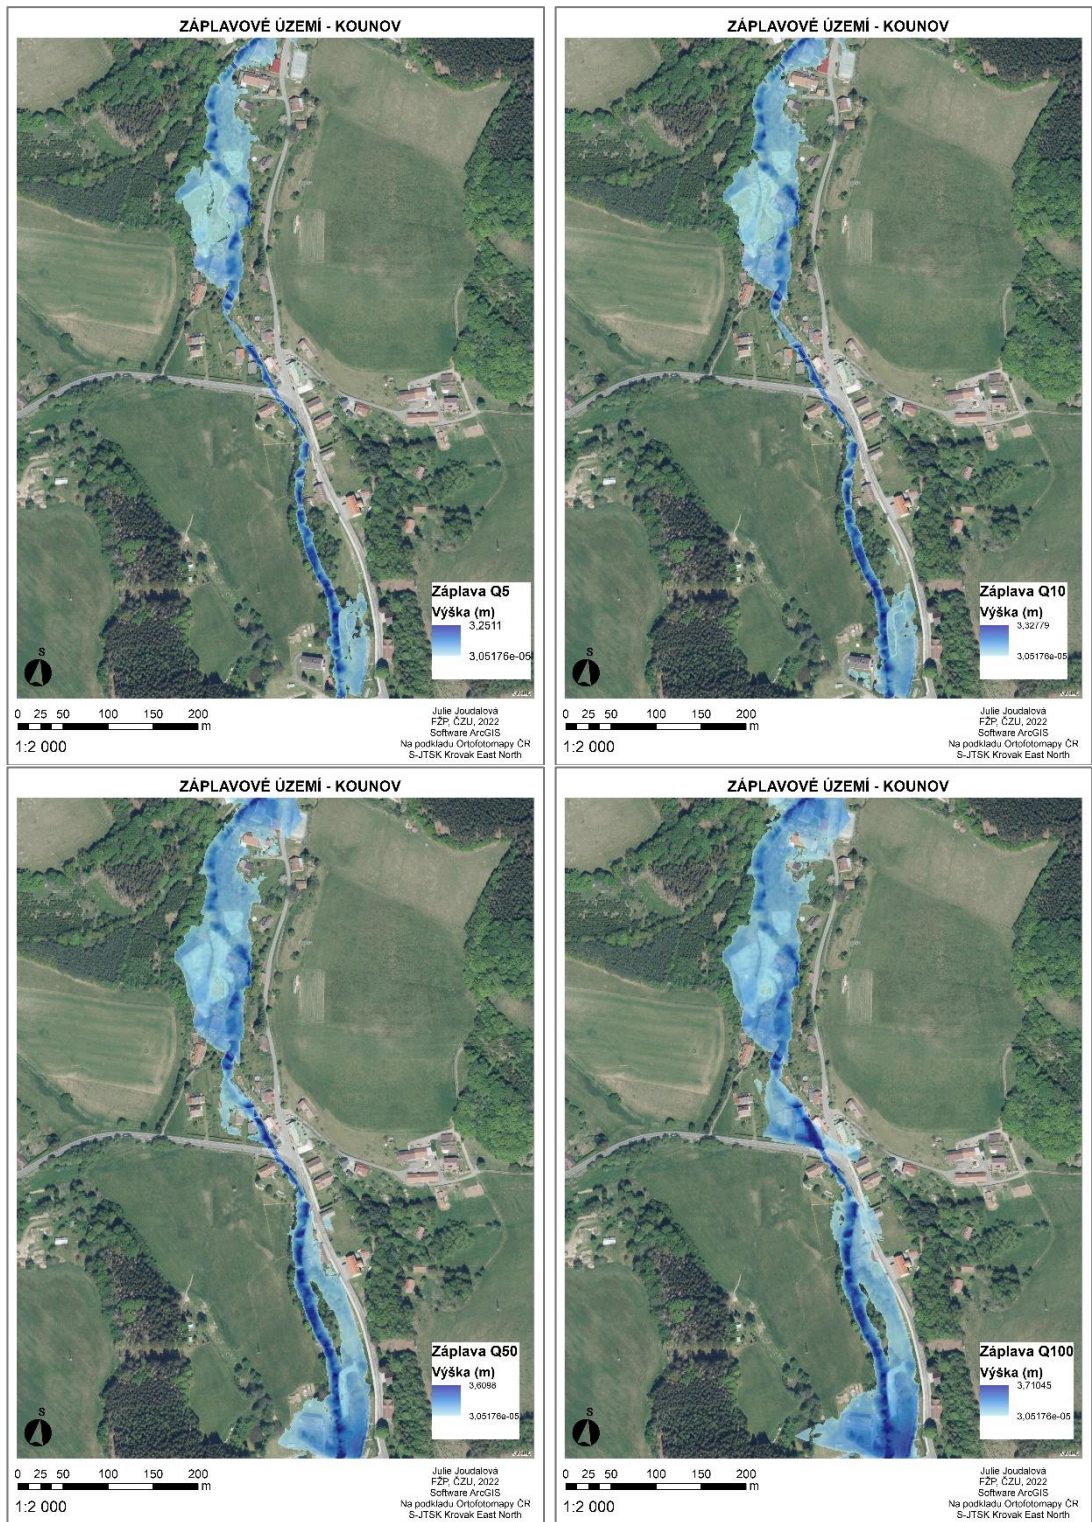 ZÁPLAVOVÉ ÚZEMÍ - KOUNOV
Záplava Q5
Výška (m)
3,2511
3,05176e-05
S
0 25 50 100 150 200
m
1:2 000
Julie Joudalová
FŽP, ČZU, 2022
Software ArcGIS
Na podkladu Ortofotomapy ČR
S-JTSK Krovak East North
ZÁPLAVOVÉ ÚZEMÍ - KOUNOV
Záplava Q10
Výška (m)
3,32779
3,05176e-05
S
0 25 50 100 150 200
m
1:2 000
Julie Joudalová
FŽP, ČZU, 2022
Software ArcGIS
Na podkladu Ortofotomapy ČR
S-JTSK Krovak East North
ZÁPLAVOVÉ ÚZEMÍ - KOUNOV
Záplava Q50
Výška (m)
3,6098
3,05176e-05
S
0 25 50 100 150 200
m
1:2 000
Julie Joudalová
FŽP, ČZU, 2022
Software ArcGIS
Na podkladu Ortofotomapy ČR
S-JTSK Krovak East North
ZÁPLAVOVÉ ÚZEMÍ - KOUNOV
Záplava Q100
Výška (m)
3,71045
3,05176e-05
S
0 25 50 100 150 200
m
1:2 000
Julie Joudalová
FŽP, ČZU, 2022
Software ArcGIS
Na podkladu Ortofotomapy ČR
S-JTSK Krovak East North